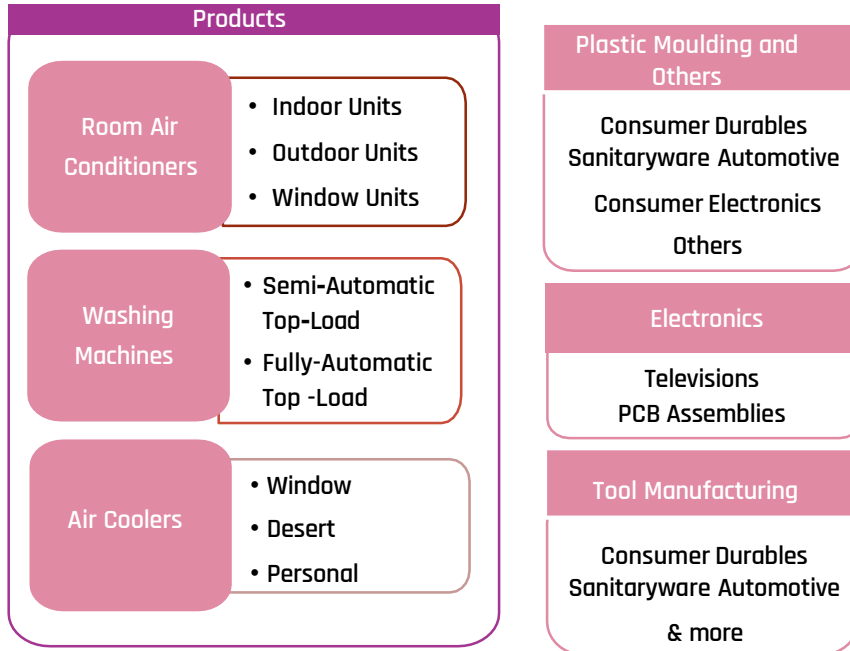 Products
Room Air
Conditioners
• Indoor Units
• Outdoor Units
• Window Units
Washing
Machines
• Semi-Automatic
Top-Load
• Fully-Automatic
Top -Load
Air Coolers
• Window
• Desert
• Personal
Plastic Moulding and
Others
Consumer Durables
Sanitaryware Automotive
Consumer Electronics
Others
Electronics
Televisions
PCB Assemblies
Tool Manufacturing
Consumer Durables
Sanitaryware Automotive
& more